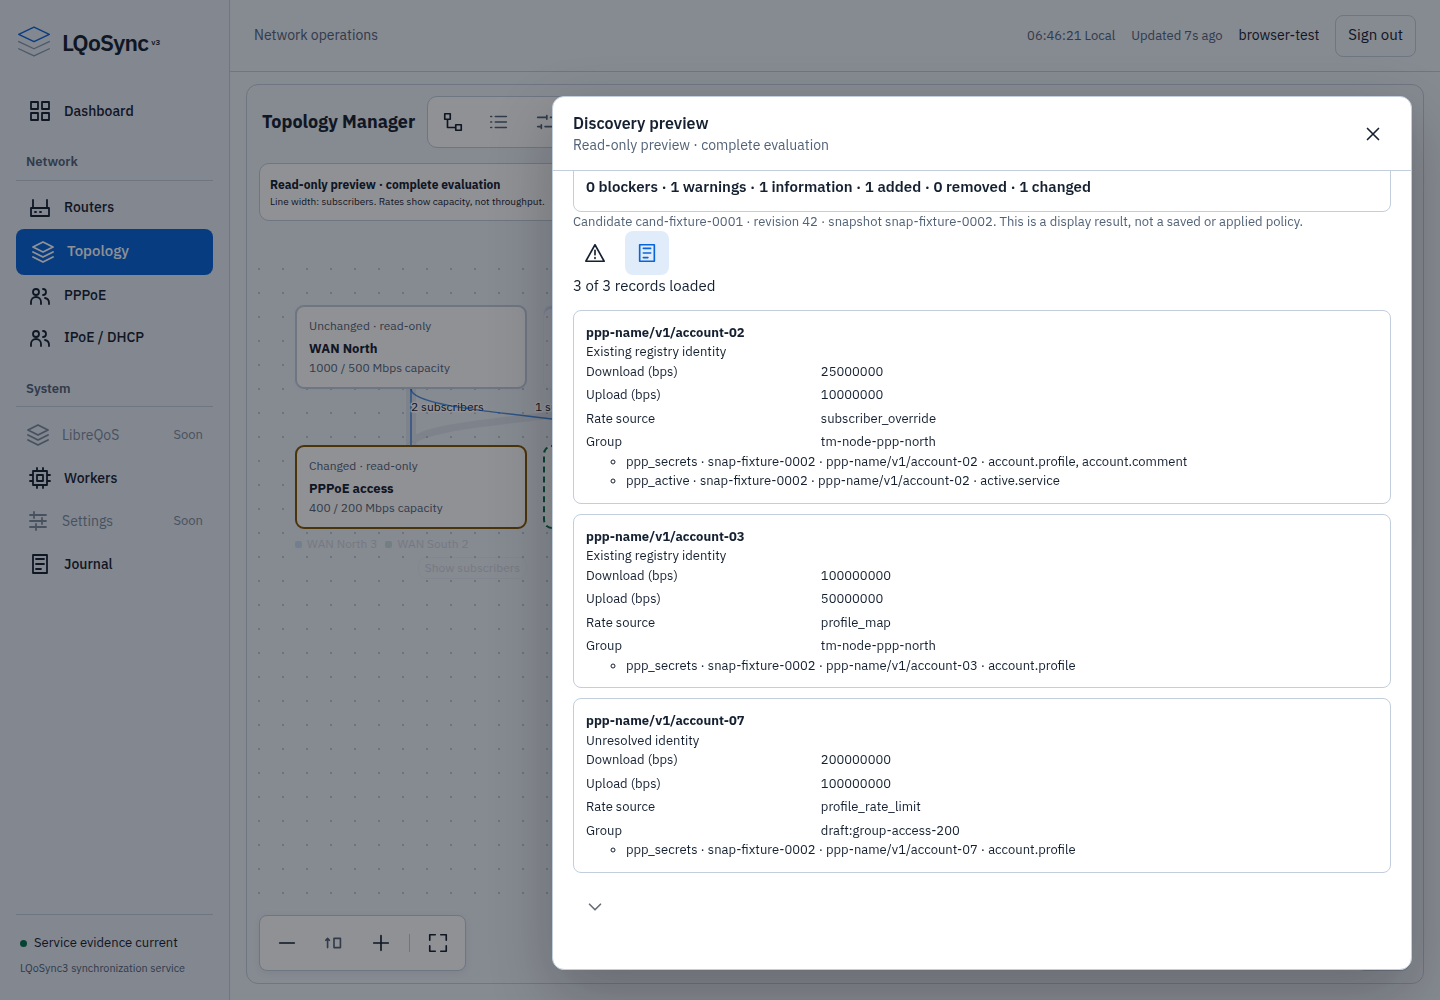 LQoSync v3
Dashboard
Network
Routers
Topology
PPPoE
IPoE / DHCP
System
LibreQoS Soon
Workers
Settings Soon
Journal
Service evidence current
LQoSync3 synchronization service
Network operations
06:46:21 Local Updated 7s ago browser-test Sign out
Topology Manager
Read-only preview · complete evaluation
Line width: subscribers. Rates show capacity, not throughput.
Unchanged · read-only
WAN North
1000 / 500 Mbps capacity
2 subscribers 1 s
Changed · read-only
PPPoE access
400 / 200 Mbps capacity
WAN North 3 WAN South 2
Show subscribers
Discovery preview
Read-only preview · complete evaluation
0 blockers · 1 warnings · 1 information · 1 added · 0 removed · 1 changed
Candidate cand-fixture-0001 · revision 42 · snapshot snap-fixture-0002. This is a display result, not a saved or applied policy.
3 of 3 records loaded
ppp-name/v1/account-02
Existing registry identity
Download (bps) 25000000
Upload (bps) 10000000
Rate source subscriber_override
Group tm-node-ppp-north
ppp_secrets · snap-fixture-0002 · ppp-name/v1/account-02 · account.profile, account.comment
ppp_active · snap-fixture-0002 · ppp-name/v1/account-02 · active.service
ppp-name/v1/account-03
Existing registry identity
Download (bps) 100000000
Upload (bps) 50000000
Rate source profile_map
Group tm-node-ppp-north
ppp_secrets · snap-fixture-0002 · ppp-name/v1/account-03 · account.profile
ppp-name/v1/account-07
Unresolved identity
Download (bps) 200000000
Upload (bps) 100000000
Rate source profile_rate_limit
Group draft:group-access-200
ppp_secrets · snap-fixture-0002 · ppp-name/v1/account-07 · account.profile